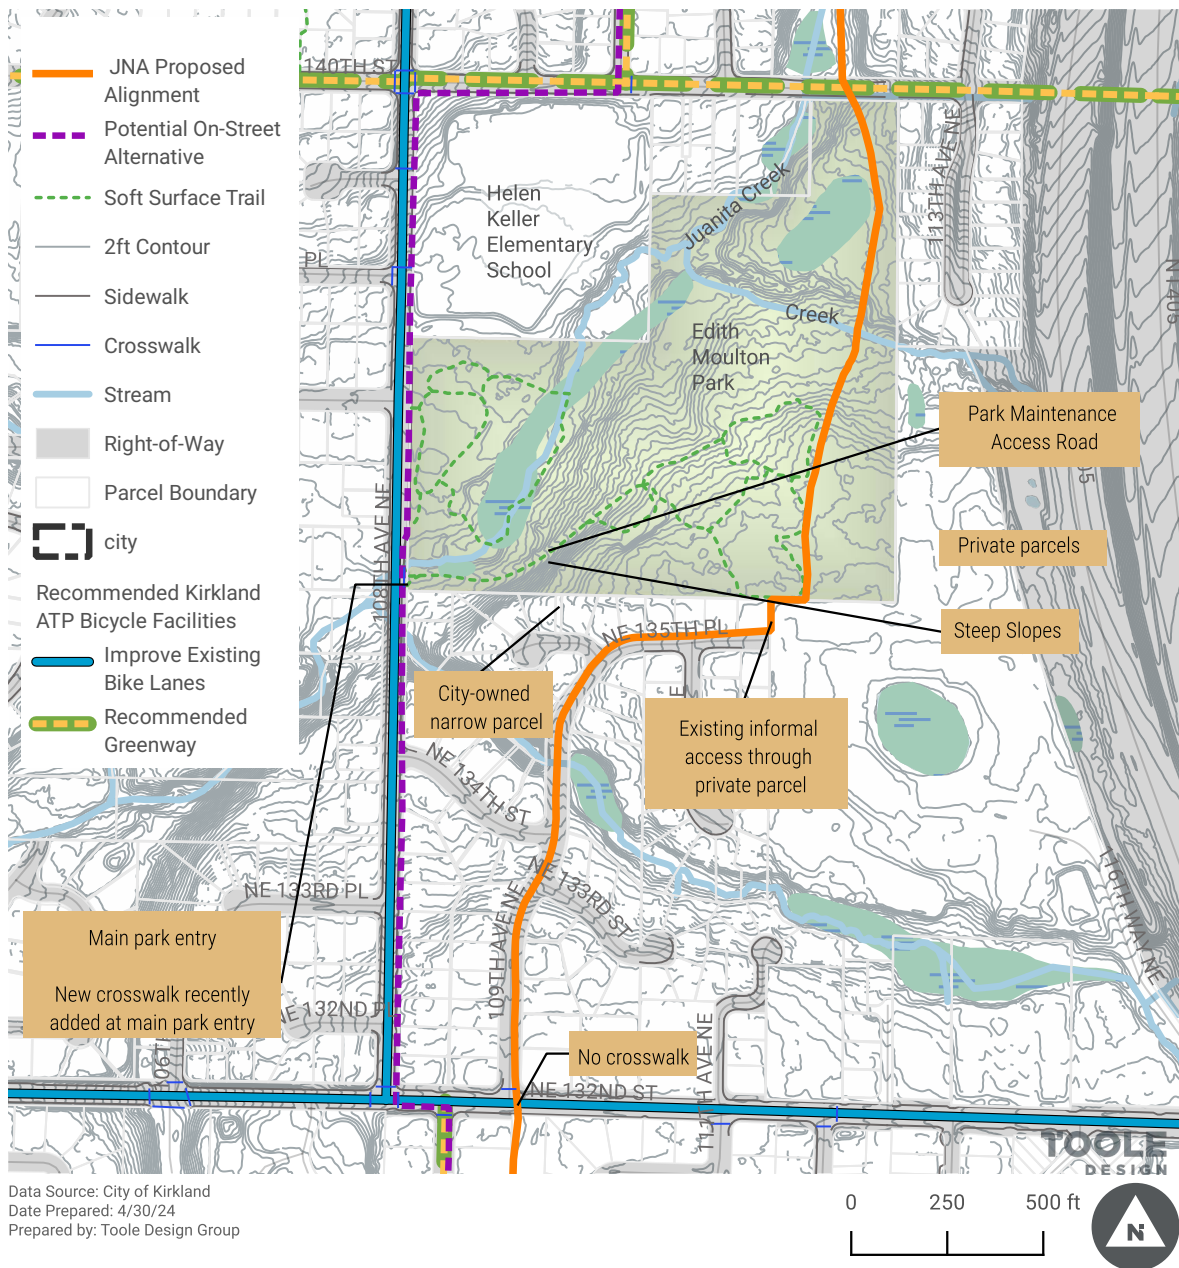 JNA Proposed
Alignment
Potential On-Street
Alternative
Soft Surface Trail
2ft Contour
Sidewalk
Crosswalk
Stream
Right-of-Way
Parcel Boundary
city
Recommended Kirkland
ATP Bicycle Facilities
Improve Existing
Bike Lanes
Recommended
Greenway
140TH ST
PL
Helen
Keller
Elementary
School
Juanita Creek
113TH AVE NE
Creek
Edith
Moulton
Park
Park Maintenance
Access Road
Private parcels
Steep Slopes
108TH AVE NE
NE 135TH PL
City-owned
narrow parcel
Existing informal
access through
private parcel
NE 134TH ST
NE 133RD PL
NE 133RD ST
109TH AVE NE
116TH WAY NE
Main park entry
New crosswalk recently
added at main park entry
NE 132ND PL
No crosswalk
NE 132ND ST
111TH AVE NE
TOOLE
DESIGN
Data Source: City of Kirkland
Date Prepared: 4/30/24
Prepared by: Toole Design Group
0 250 500 ft
N